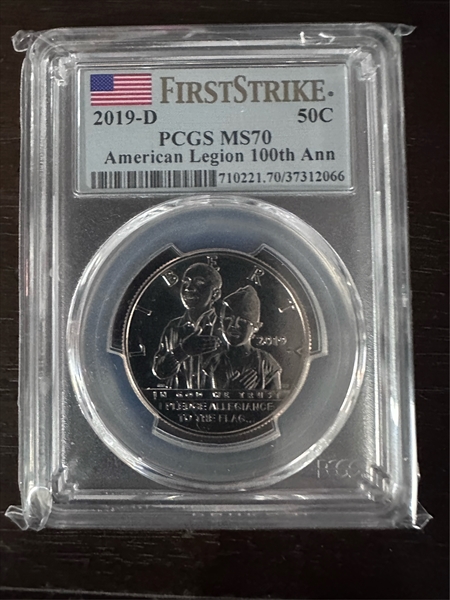 FIRSTSTRIKE
2019-D 50C
PCGS MS70
American Legion 100th Ann
710221.70/37312066
LIBERTY
2019
IN GOD WE TRUST
I PLEDGE ALLEGIANCE
TO THE FLAG...
PCGS